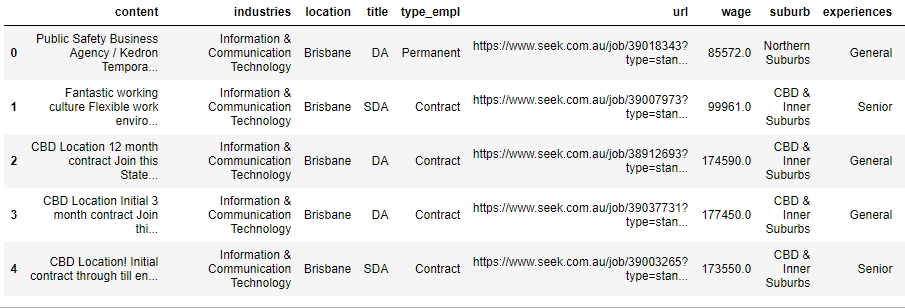 content industries location title type_empl url wage suburb experiences
Public Safety Business
Agency / Kedron
Tempora...
Information &
Communication
Technology
0 Brisbane DA Permanent
https://www.seek.com.au/job/39018343?
type=stan...
85572.0
Northern
Suburbs
General
Fantastic working
culture Flexible work
enviro...
Information &
Communication
Technology
1 Brisbane SDA Contract
https://www.seek.com.au/job/39007973?
type=stan...
99961.0
CBD &
Inner
Suburbs
Senior
CBD Location 12 month
contract Join this
State...
Information &
Communication
Technology
2 Brisbane DA Contract
https://www.seek.com.au/job/38912693?
type=stan...
174590.0
CBD &
Inner
Suburbs
General
CBD Location Initial 3
month contract Join
thi...
Information &
Communication
Technology
3 Brisbane DA Contract
https://www.seek.com.au/job/39037731?
type=stan...
177450.0
CBD &
Inner
Suburbs
General
CBD Location! Initial
contract through till en...
Information &
Communication
Technology
4 Brisbane SDA Contract
https://www.seek.com.au/job/39003265?
type=stan...
173550.0
CBD &
Inner
Suburbs
Senior